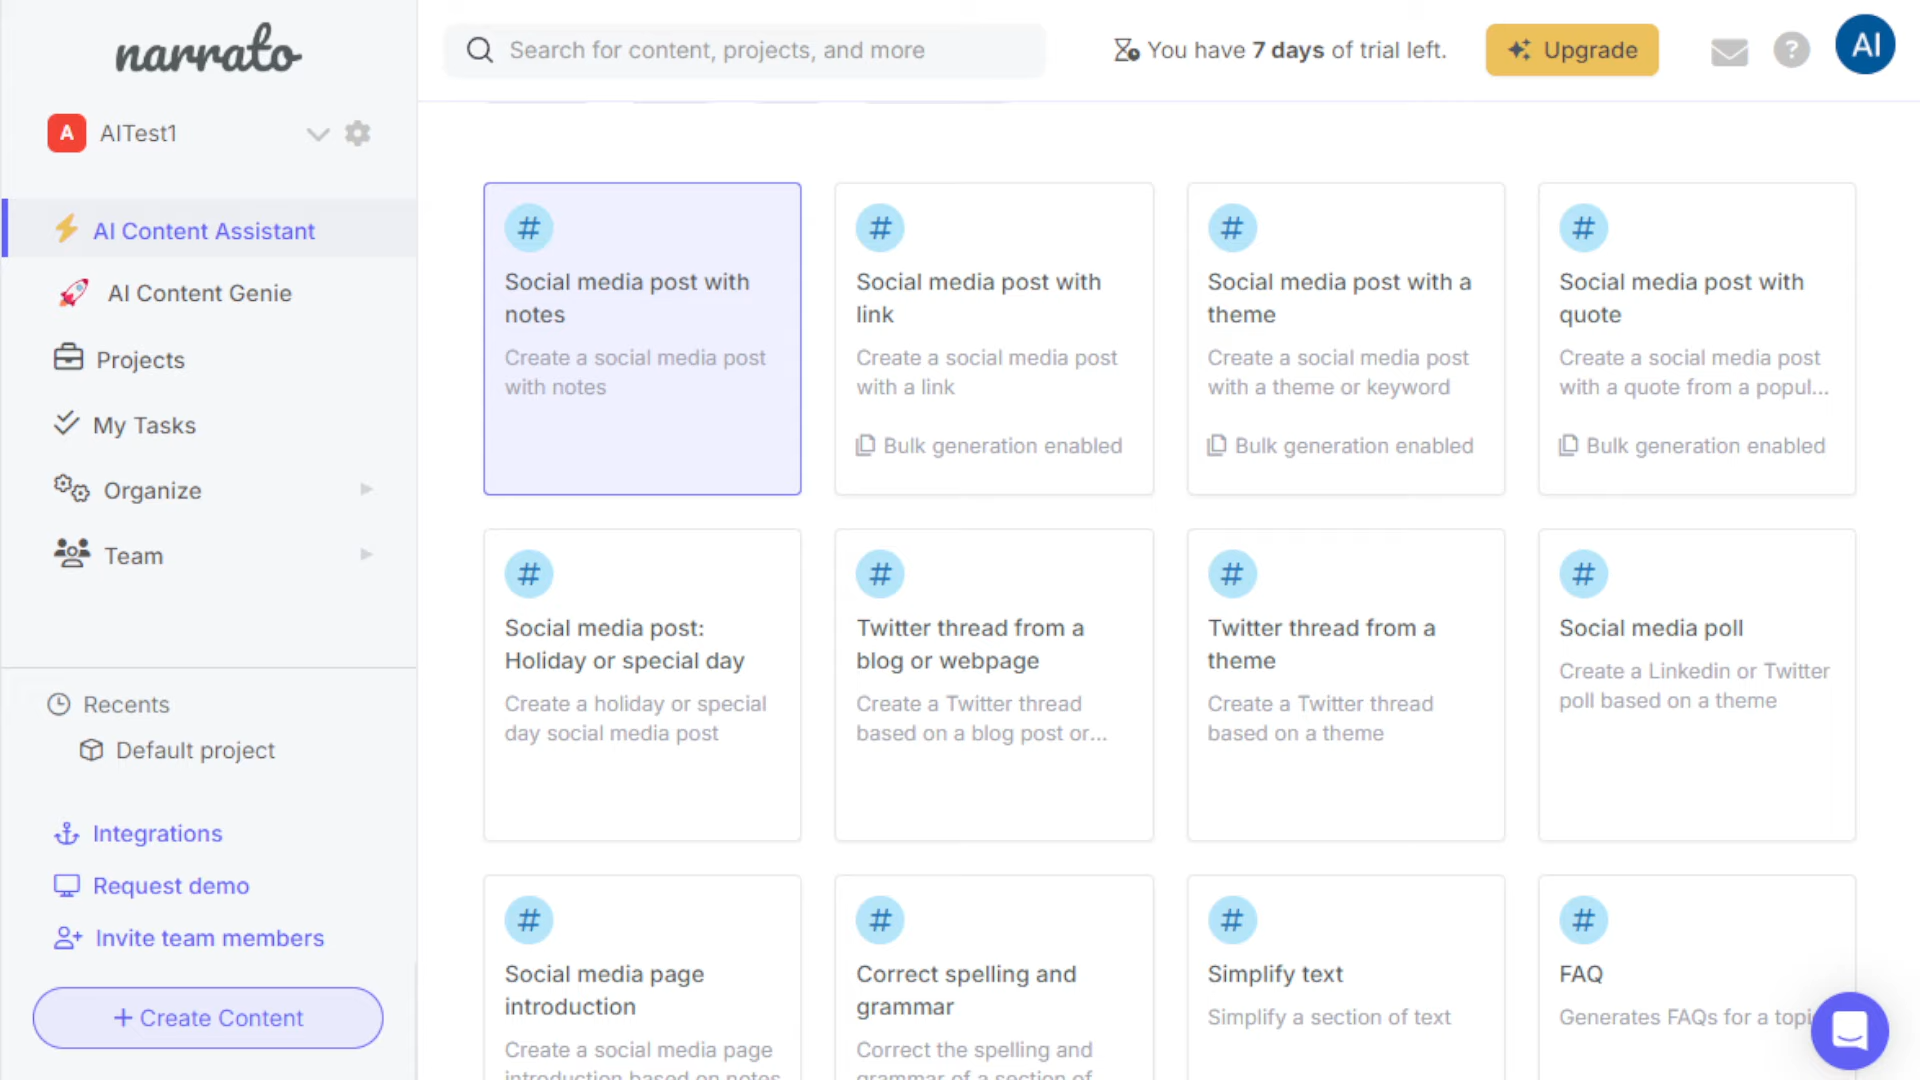 narrato
Search for content, projects, and more
You have 7 days of trial left.
Upgrade
AI
A
AITest1
AI Content Assistant
AI Content Genie
Projects
My Tasks
Organize
Team
Recents
Default project
Integrations
Request demo
Invite team members
+ Create Content
#
Social media post with
notes
Create a social media post
with notes
#
Social media post with
link
Create a social media post
with a link
Bulk generation enabled
#
Social media post with a
theme
Create a social media post
with a theme or keyword
Bulk generation enabled
#
Social media post with
quote
Create a social media post
with a quote from a popul...
Bulk generation enabled
#
Social media post:
Holiday or special day
Create a holiday or special
day social media post
#
Twitter thread from a
blog or webpage
Create a Twitter thread
based on a blog post or...
#
Twitter thread from a
theme
Create a Twitter thread
based on a theme
#
Social media poll
Create a Linkedin or Twitter
poll based on a theme
#
Social media page
introduction
Create a social media page
introduction based on notes
#
Correct spelling and
grammar
Correct the spelling and
grammar of a section of
#
Simplify text
Simplify a section of text
#
FAQ
Generates FAQs for a topi